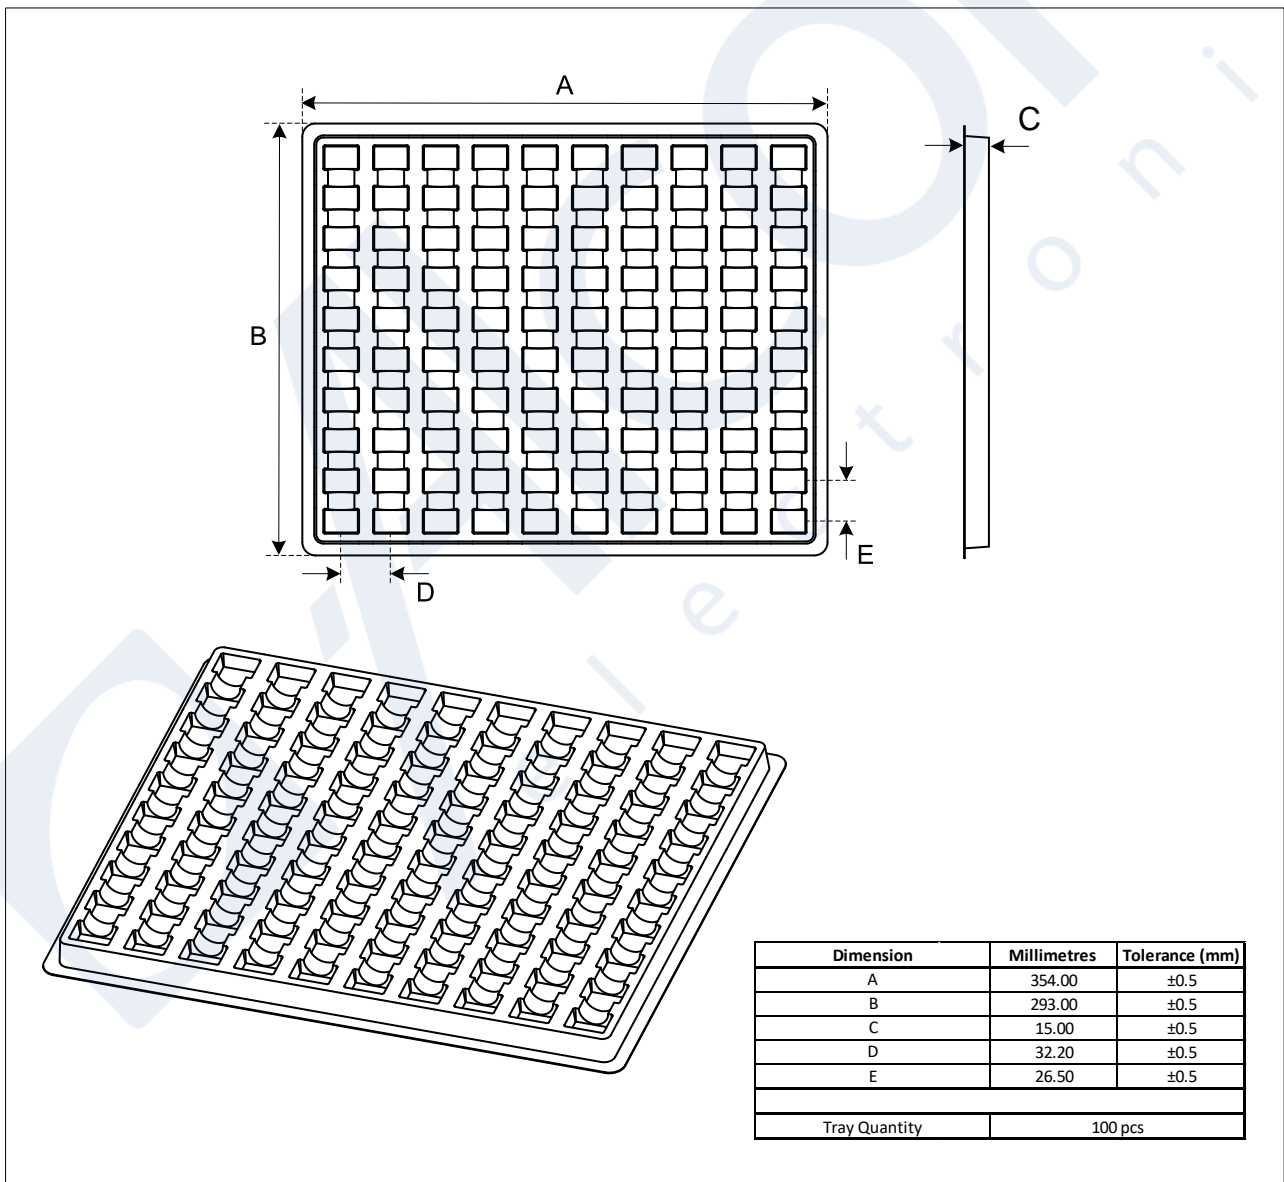 A
C
B
E
D
Dimension Millimetres Tolerance (mm)
A 354.00 ±0.5
B 293.00 ±0.5
C 15.00 ±0.5
D 32.20 ±0.5
E 26.50 ±0.5
Tray Quantity 100 pcs
e l e c t r o n i